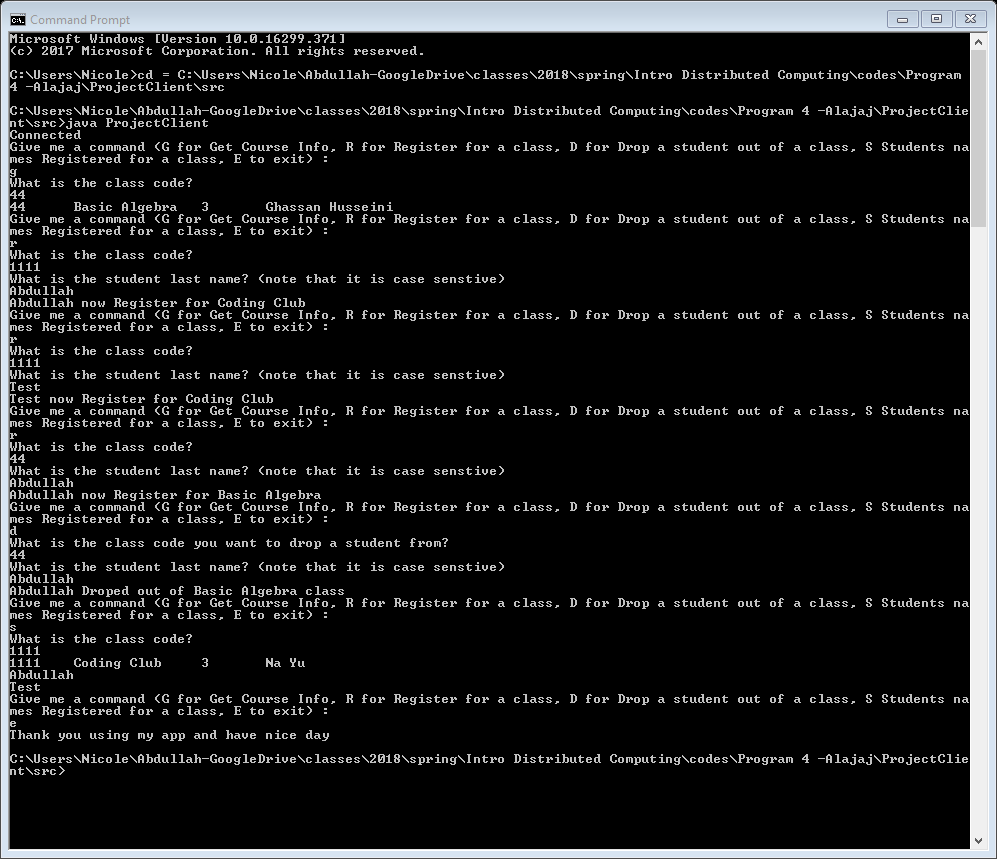 Command Prompt
Microsoft Windows [Version 10.0.16299.371]
(c) 2017 Microsoft Corporation. All rights reserved.
C:\Users\Nicole>cd = C:\Users\Nicole\Abdullah-GoogleDrive\classes\2018\spring\Intro Distributed Computing\codes\Program
4 -Alajaj\ProjectClient\src
C:\Users\Nicole\Abdullah-GoogleDrive\classes\2018\spring\Intro Distributed Computing\codes\Program 4 -Alajaj\ProjectClie
nt\src>java ProjectClient
Connected
Give me a command (G for Get Course Info, R for Register for a class, D for Drop a student out of a class, S Students na
mes Registered for a class, E to exit) :
g
What is the class code?
44
44 Basic Algebra 3 Ghassan Husseini
Give me a command (G for Get Course Info, R for Register for a class, D for Drop a student out of a class, S Students na
mes Registered for a class, E to exit) :
r
What is the class code?
1111
What is the student last name? (note that it is case senstive)
Abdullah
Abdullah now Register for Coding Club
Give me a command (G for Get Course Info, R for Register for a class, D for Drop a student out of a class, S Students na
mes Registered for a class, E to exit) :
r
What is the class code?
1111
What is the student last name? (note that it is case senstive)
Test
Test now Register for Coding Club
Give me a command (G for Get Course Info, R for Register for a class, D for Drop a student out of a class, S Students na
mes Registered for a class, E to exit) :
r
What is the class code?
44
What is the student last name? (note that it is case senstive)
Abdullah
Abdullah now Register for Basic Algebra
Give me a command (G for Get Course Info, R for Register for a class, D for Drop a student out of a class, S Students na
mes Registered for a class, E to exit) :
d
What is the class code you want to drop a student from?
44
What is the student last name? (note that it is case senstive)
Abdullah
Abdullah Droped out of Basic Algebra class
Give me a command (G for Get Course Info, R for Register for a class, D for Drop a student out of a class, S Students na
mes Registered for a class, E to exit) :
s
What is the class code?
1111
1111 Coding Club 3 Na Yu
Abdullah
Test
Give me a command (G for Get Course Info, R for Register for a class, D for Drop a student out of a class, S Students na
mes Registered for a class, E to exit) :
e
Thank you using my app and have nice day
C:\Users\Nicole\Abdullah-GoogleDrive\classes\2018\spring\Intro Distributed Computing\codes\Program 4 -Alajaj\ProjectClie
nt\src>